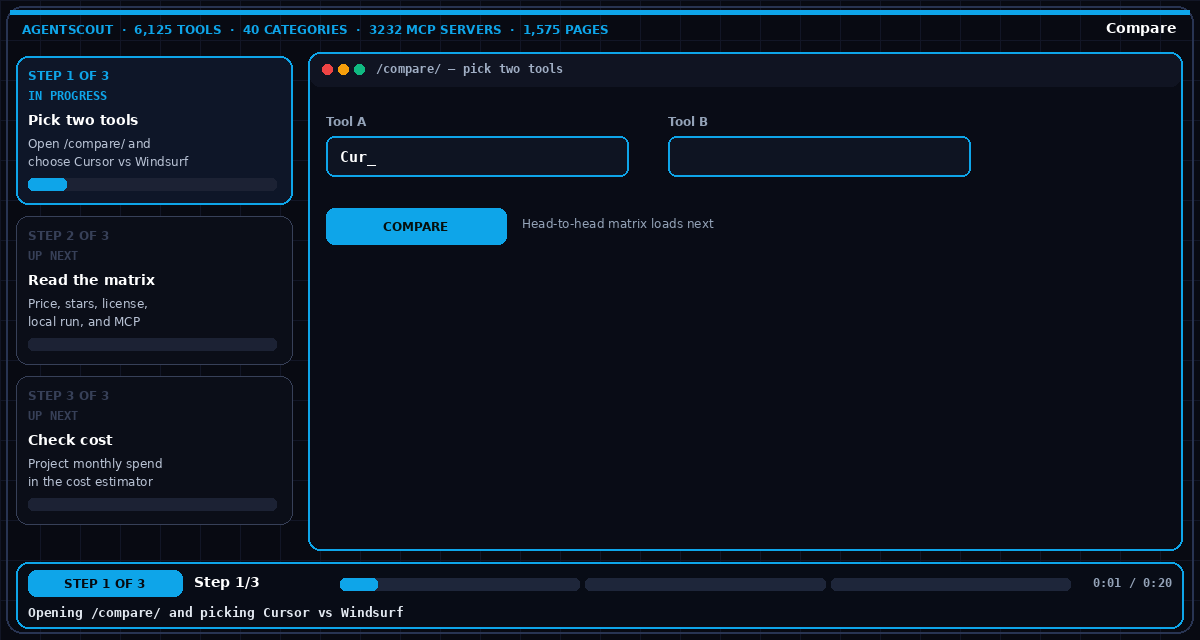 AGENTSCOUT · 6,125 TOOLS · 40 CATEGORIES · 3232 MCP SERVERS · 1,575 PAGES
Compare
STEP 1 OF 3
IN PROGRESS
Pick two tools
Open /compare/ and
choose Cursor vs Windsurf
STEP 2 OF 3
UP NEXT
Read the matrix
Price, stars, license,
local run, and MCP
STEP 3 OF 3
UP NEXT
Check cost
Project monthly spend
in the cost estimator
/compare/ — pick two tools
Tool A
Tool B
Cur_
COMPARE
Head-to-head matrix loads next
STEP 1 OF 3
Step 1/3
0:01 / 0:20
Opening /compare/ and picking Cursor vs Windsurf